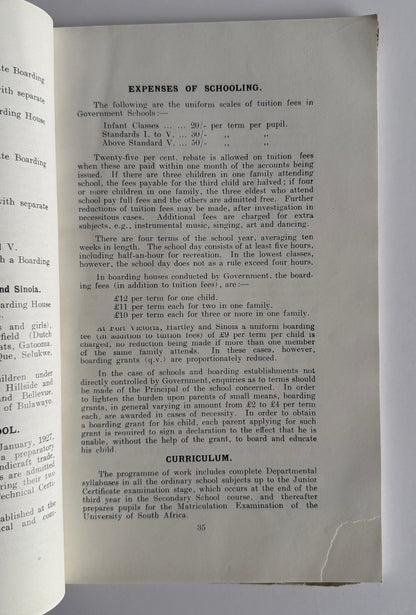 te Boarding
with separate
arding House
te Boarding
with separate
V.
h a Boarding
nd Sinoia.
arding House
s and girls),
field (Dutch
ats, Gatooma,
Que, Selukwe.
children under
Hillside and
and Bellevue.
of Bulawayo.
OOL.
January, 1927,
a preparatory
ndicraft trade,
s are admitted
ring their two
Technical Certi-
tablished at the
ical and com-
EXPENSES OF SCHOOLING.
The following are the uniform scales of tuition fees in
Government Schools:—
Infant Classes ... ... 20/- per term per pupil.
Standards I. to V. ... 30/- ,, ,,
Above Standard V. ... 50/- ,, ,,
Twenty-five per cent. rebate is allowed on tuition fees
when these are paid within one month of the accounts being
issued. If there are three children in one family attending
school, the fees payable for the third child are halved; if four
or more children in one family, the three eldest who attend
school pay full fees and the others are admitted free. Further
reductions of tuition fees may be made, after investigation in
necessitous cases. Additional fees are charged for extra
subjects, e.g., instrumental music, singing, art and dancing.
There are four terms of the school year, averaging ten
weeks in length. The school day consists of at least five hours,
including half-an-hour for recreation. In the lowest classes,
however, the school day does not as a rule exceed four hours.
In boarding houses conducted by Government, the board-
ing fees (in addition to tuition fees), are:—
£12 per term for one child.
£11 per term each for two in one family.
£10 per term each for three or more in one family.
At Fort Victoria, Hartley and Sinoia a uniform boarding
fee (in addition to tuition fees) of £9 per term per child is
charged, no reduction being made if more than one member
of the same family attends. In these cases, however,
boarding grants (q.v.) are proportionately reduced.
In the case of schools and boarding establishments not
directly controlled by Government, enquiries as to terms should
be made of the Principal of the school concerned. In order
to lighten the burden upon parents of small means, boarding
grants, in general varying in amount from £2 to £4 per term
each, are awarded in cases of necessity. In order to obtain
a boarding grant for his child, each parent applying for such
grant is required to sign a declaration to the effect that he is
unable, without the help of the grant, to board and educate
his child.
CURRICULUM.
The programme of work includes complete Departmental
syllabuses in all the ordinary school subjects up to the Junior
Certificate examination stage, which occurs at the end of the
third year in the Secondary School course, and thereafter
prepares pupils for the Matriculation Examination of the
University of South Africa.
35